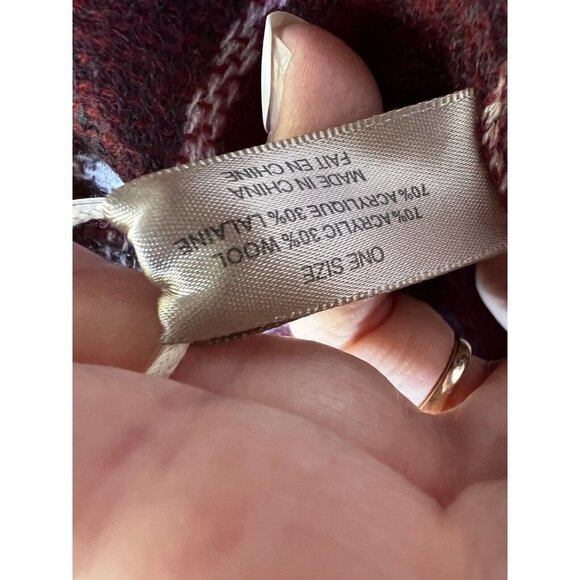 ONE SIZE
70% ACRYLIC 30% WOOL
70% ACRYLIQUE 30% LALAINE
MADE IN CHINA
FAIT EN CHINE